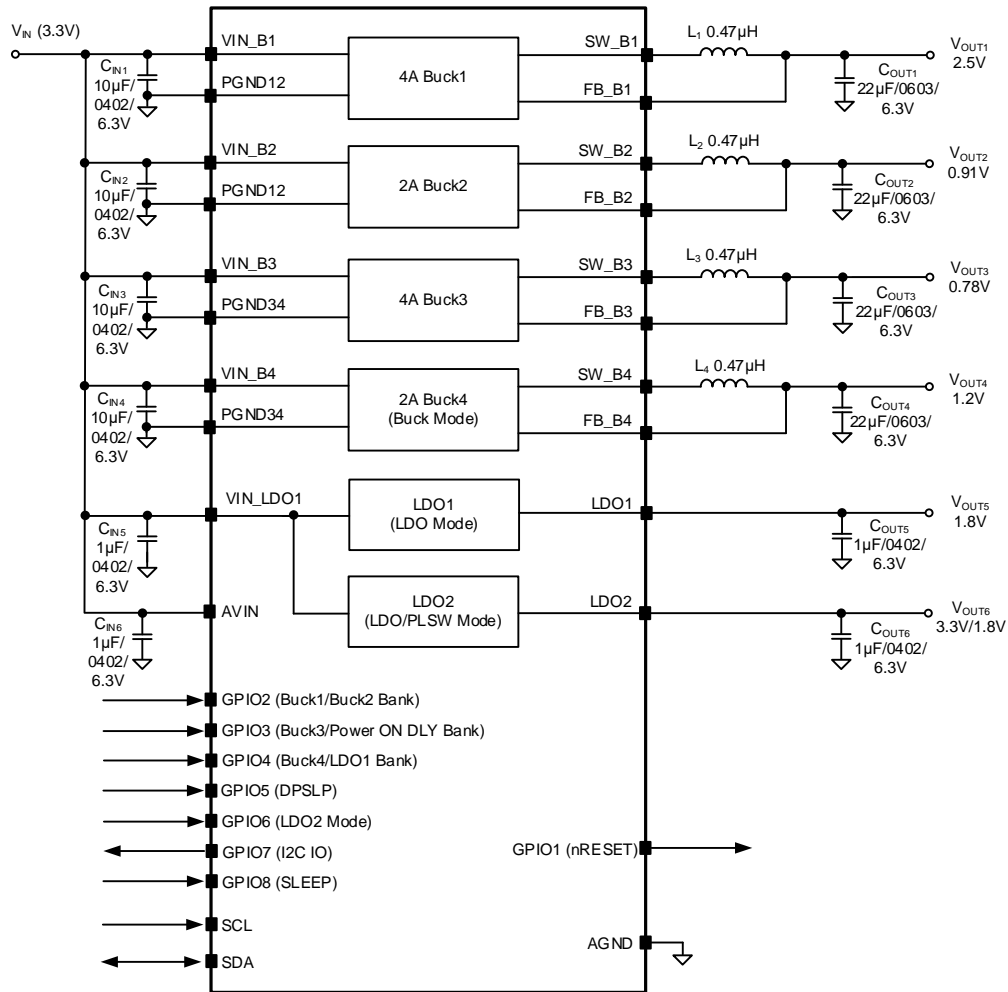 VIN (3.3V)
CIN1
10µF/
0402/
6.3V
VIN_B1
PGND12
4A Buck1
SW_B1
FB_B1
L1 0.47µH
COUT1
22µF/0603/
6.3V
VOUT1
2.5V
CIN2
10µF/
0402/
6.3V
VIN_B2
PGND12
2A Buck2
SW_B2
FB_B2
L2 0.47µH
COUT2
22µF/0603/
6.3V
VOUT2
0.91V
CIN3
10µF/
0402/
6.3V
VIN_B3
PGND34
4A Buck3
SW_B3
FB_B3
L3 0.47µH
COUT3
22µF/0603/
6.3V
VOUT3
0.78V
CIN4
10µF/
0402/
6.3V
VIN_B4
PGND34
2A Buck4
(Buck Mode)
SW_B4
FB_B4
L4 0.47µH
COUT4
22µF/0603/
6.3V
VOUT4
1.2V
CIN5
1µF/
0402/
6.3V
VIN_LDO1
LDO1
(LDO Mode)
LDO1
COUT5
1µF/0402/
6.3V
VOUT5
1.8V
CIN6
1µF/
0402/
6.3V
AVIN
LDO2
(LDO/PLSW Mode)
LDO2
COUT6
1µF/0402/
6.3V
VOUT6
3.3V/1.8V
GPIO2 (Buck1/Buck2 Bank)
GPIO3 (Buck3/Power ON DLY Bank)
GPIO4 (Buck4/LDO1 Bank)
GPIO5 (DPSLP)
GPIO6 (LDO2 Mode)
GPIO7 (I2C IO)
GPIO1 (nRESET)
GPIO8 (SLEEP)
SCL
AGND
SDA